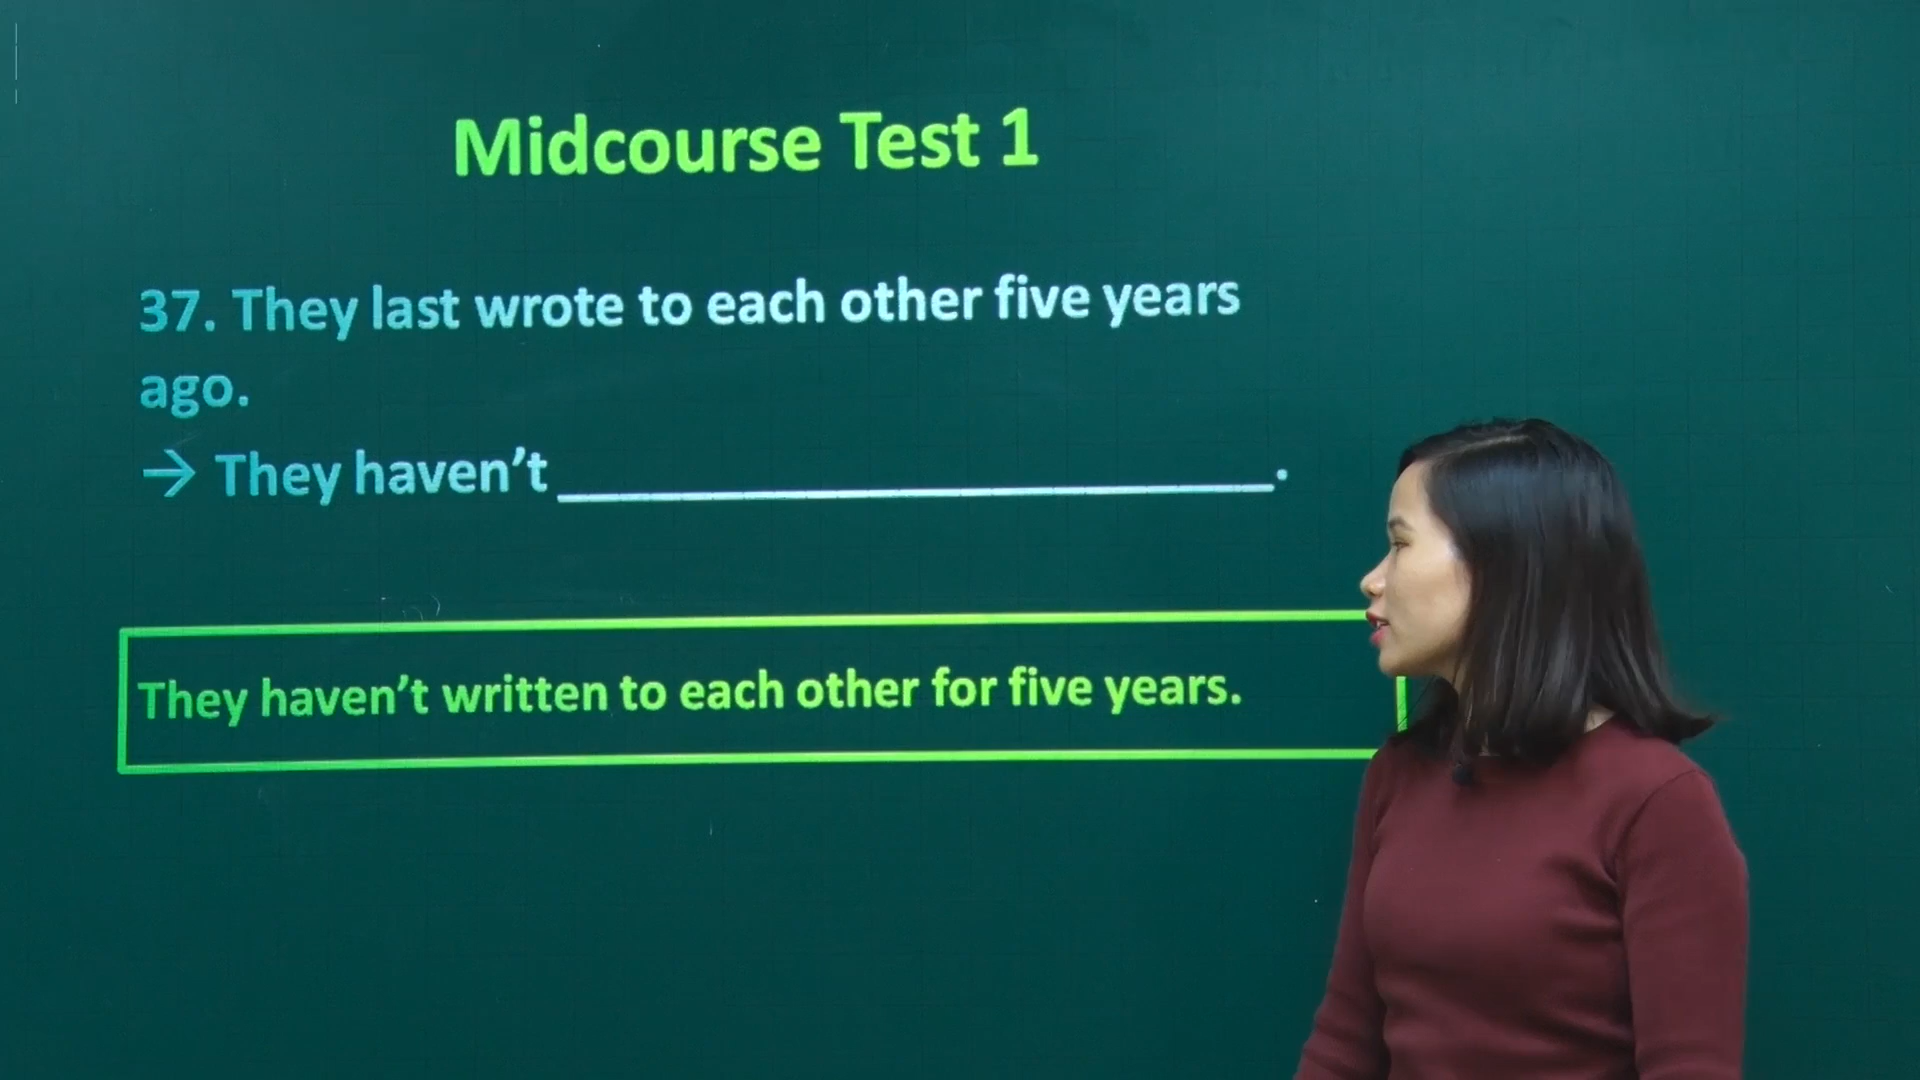 Midcourse Test 1
37. They last wrote to each other five years
ago.
→ They haven’t ____________________.
They haven’t written to each other for five years.